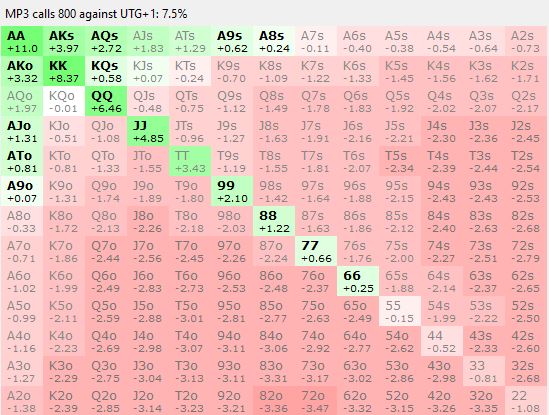 MP3 calls 800 against UTG+1: 7.5%
AA AKs AQs AJs ATs A9s A8s A7s A6s A5s A4s A3s A2s
+11.0 +3.97 +2.72 +1.83 +1.29 +0.62 +0.24 -0.11 -0.40 -0.38 -0.54 -0.64 -0.73
AKo KK KQs KJs KTs K9s K8s K7s K6s K5s K4s K3s K2s
+3.32 +8.37 +0.58 +0.07 -0.24 -0.70 -1.09 -1.22 -1.33 -1.45 -1.56 -1.62 -1.71
AQo KQo QQ QJs QTs Q9s Q8s Q7s Q6s Q5s Q4s Q3s Q2s
+1.97 -0.01 +6.46 -0.48 -0.75 -1.12 -1.49 -1.78 -1.83 -1.92 -2.02 -2.07 -2.17
AJo KJo QJo JJ JTs J9s J8s J7s J6s J5s J4s J3s J2s
+1.31 -0.51 -1.08 +4.85 -0.96 -1.27 -1.63 -1.91 -2.16 -2.21 -2.30 -2.36 -2.45
ATo KTo QTo JTo TT T9s T8s T7s T6s T5s T4s T3s T2s
+0.81 -0.81 -1.33 -1.55 +3.43 -1.19 -1.55 -1.81 -2.07 -2.34 -2.39 -2.44 -2.54
A9o K9o Q9o J9o T9o 99 98s 97s 96s 95s 94s 93s 92s
+0.07 -1.31 -1.74 -1.89 -1.80 +2.10 -1.42 -1.64 -1.88 -2.15 -2.43 -2.43 -2.53
A8o K8o Q8o J8o T8o 98o 88 87s 86s 85s 84s 83s 82s
-0.33 -1.72 -2.13 -2.26 -2.18 -2.03 +1.22 -1.63 -1.86 -2.12 -2.40 -2.63 -2.68
A7o K7o Q7o J7o T7o 97o 87o 77 76s 75s 74s 73s 72s
-0.71 -1.86 -2.44 -2.56 -2.45 -2.26 -2.24 +0.66 -1.76 -2.00 -2.27 -2.51 -2.79
A6o K6o Q6o J6o T6o 96o 86o 76o 66 65s 64s 63s 62s
-1.02 -1.99 -2.49 -2.83 -2.73 -2.53 -2.48 -2.37 +0.25 -1.88 -2.14 -2.37 -2.65
A5o K5o Q5o J5o T5o 95o 85o 75o 65o 55 54s 53s 52s
-0.99 -2.11 -2.59 -2.88 -3.01 -2.81 -2.77 -2.63 -2.49 -0.15 -1.99 -2.22 -2.50
A4o K4o Q4o J4o T4o 94o 84o 74o 64o 54o 44 43s 42s
-1.16 -2.23 -2.69 -2.98 -3.07 -3.11 -3.06 -2.92 -2.77 -2.62 -0.52 -2.33 -2.60
A3o K3o Q3o J3o T3o 93o 83o 73o 63o 53o 43o 33 32s
-1.27 -2.29 -2.75 -3.04 -3.13 -3.11 -3.31 -3.17 -3.02 -2.86 -2.98 -0.81 -2.68
A2o K2o Q2o J2o T2o 92o 82o 72o 62o 52o 42o 32o 22
-1.38 -2.39 -2.85 -3.14 -3.23 -3.21 -3.36 -3.47 -3.32 -3.15 -3.26 -3.35 -1.08